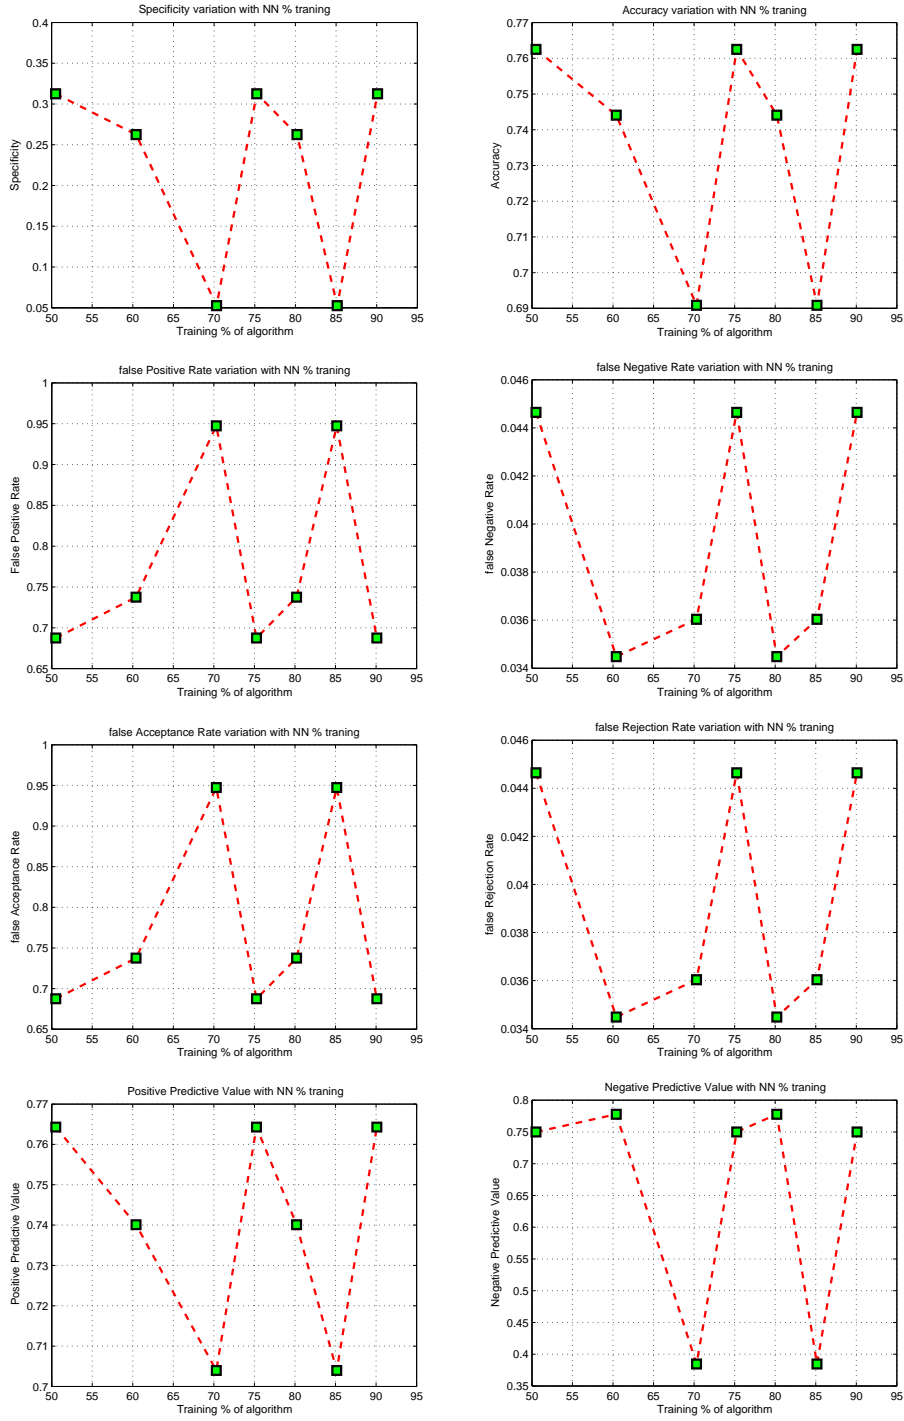 Specificity variation with NN % traning
0.4
0.35
0.3
0.25
0.2
0.15
0.1
0.05
Specificity
50 55 60 65 70 75 80 85 90 95
Training % of algorithm
Accuracy variation with NN % traning
0.77
0.76
0.75
0.74
0.73
0.72
0.71
0.7
0.69
Accuracy
50 55 60 65 70 75 80 85 90 95
Training % of algorithm
false Positive Rate variation with NN % traning
1
0.95
0.9
0.85
0.8
0.75
0.7
0.65
False Positive Rate
50 55 60 65 70 75 80 85 90 95
Training % of algorithm
false Negative Rate variation with NN % traning
0.046
0.044
0.042
0.04
0.038
0.036
0.034
false Negative Rate
50 55 60 65 70 75 80 85 90 95
Training % of algorithm
false Acceptance Rate variation with NN % traning
1
0.95
0.9
0.85
0.8
0.75
0.7
0.65
false Acceptance Rate
50 55 60 65 70 75 80 85 90 95
Training % of algorithm
false Rejection Rate variation with NN % traning
0.046
0.044
0.042
0.04
0.038
0.036
0.034
false Rejection Rate
50 55 60 65 70 75 80 85 90 95
Training % of algorithm
Positive Predictive Value with NN % traning
0.77
0.76
0.75
0.74
0.73
0.72
0.71
0.7
Positive Predictive Value
50 55 60 65 70 75 80 85 90 95
Training % of algorithm
Negative Predictive Value with NN % traning
0.8
0.75
0.7
0.65
0.6
0.55
0.5
0.45
0.4
0.35
Negative Predictive Value
50 55 60 65 70 75 80 85 90 95
Training % of algorithm